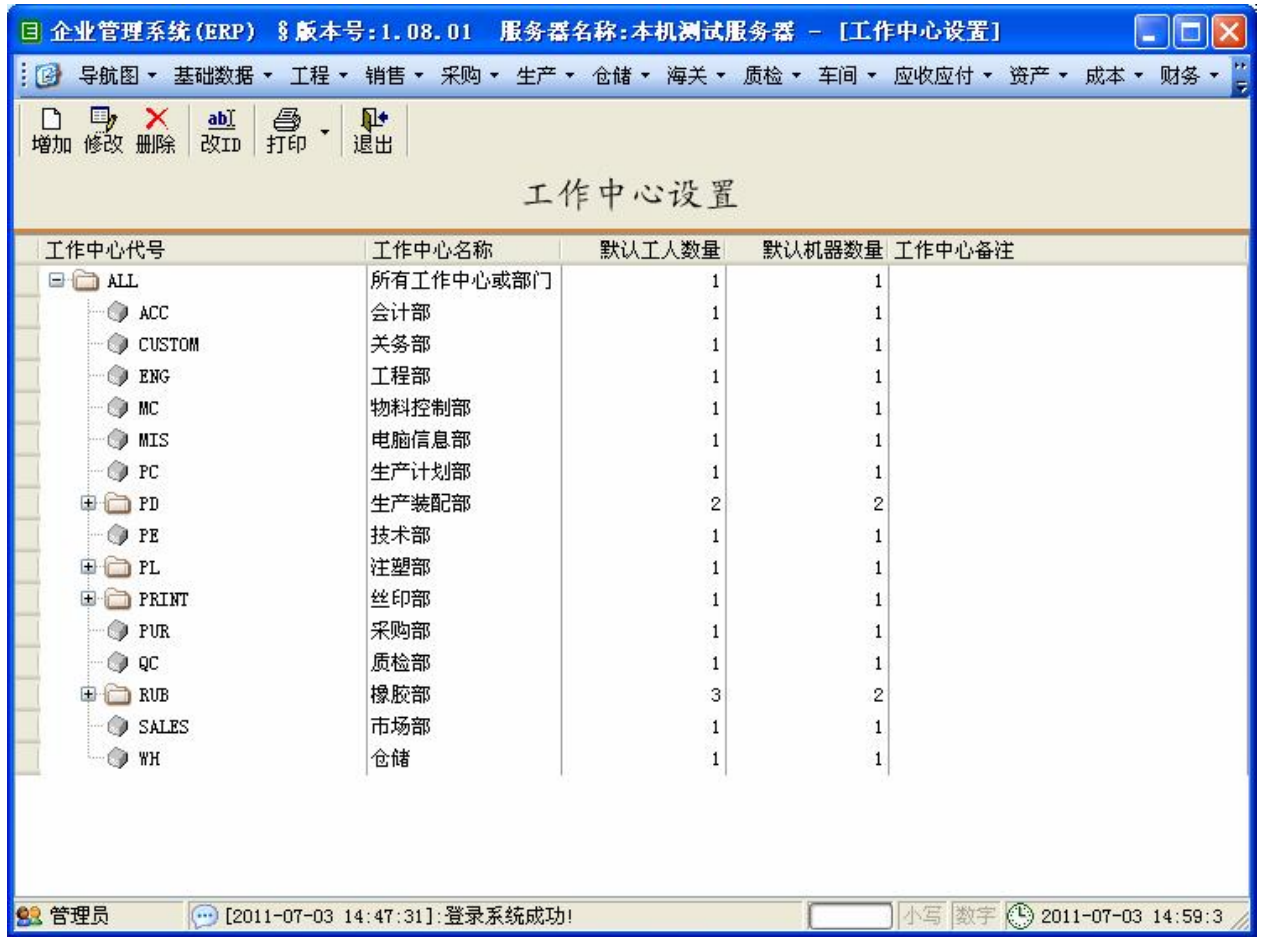 企业管理系统(ERP) §版本号:1.08.01 服务器名称:本机测试服务器 - [工作中心设置]
导航图 基础数据 工程 销售 采购 生产 仓储 海关 质检 车间 应收应付 资产 成本 财务
增加 修改 删除 改ID 打印 退出
工作中心设置
工作中心代号 工作中心名称 默认工人数量 默认机器数量 工作中心备注
ALL 所有工作中心或部门 1 1
ACC 会计部 1 1
CUSTOM 关务部 1 1
ENG 工程部 1 1
MC 物料控制部 1 1
MIS 电脑信息部 1 1
PC 生产计划部 1 1
PD 生产装配部 2 2
PE 技术部 1 1
PL 注塑部 1 1
PRINT 丝印部 1 1
PUR 采购部 1 1
QC 质检部 1 1
RUB 橡胶部 3 2
SALES 市场部 1 1
WH 仓储 1 1
管理员 [2011-07-03 14:47:31]:登录系统成功! 小写 数字 2011-07-03 14:59:3